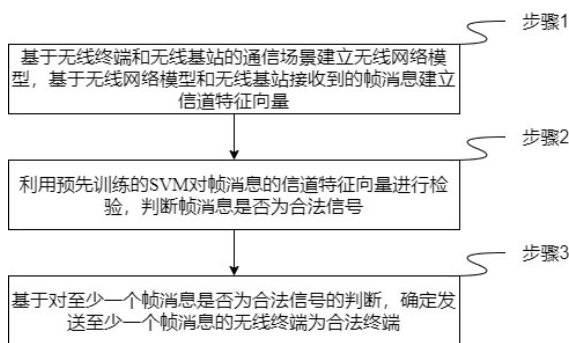 步骤1
基于无线终端和无线基站的通信场景建立无线网络模
型，基于无线网络模型和无线基站接收到的帧消息建立
信道特征向量
步骤2
利用预先训练的SVM对帧消息的信道特征向量进行检
验，判断帧消息是否为合法信号
步骤3
基于对至少一个帧消息是否为合法信号的判断，确定发
送至少一个帧消息的无线终端为合法终端